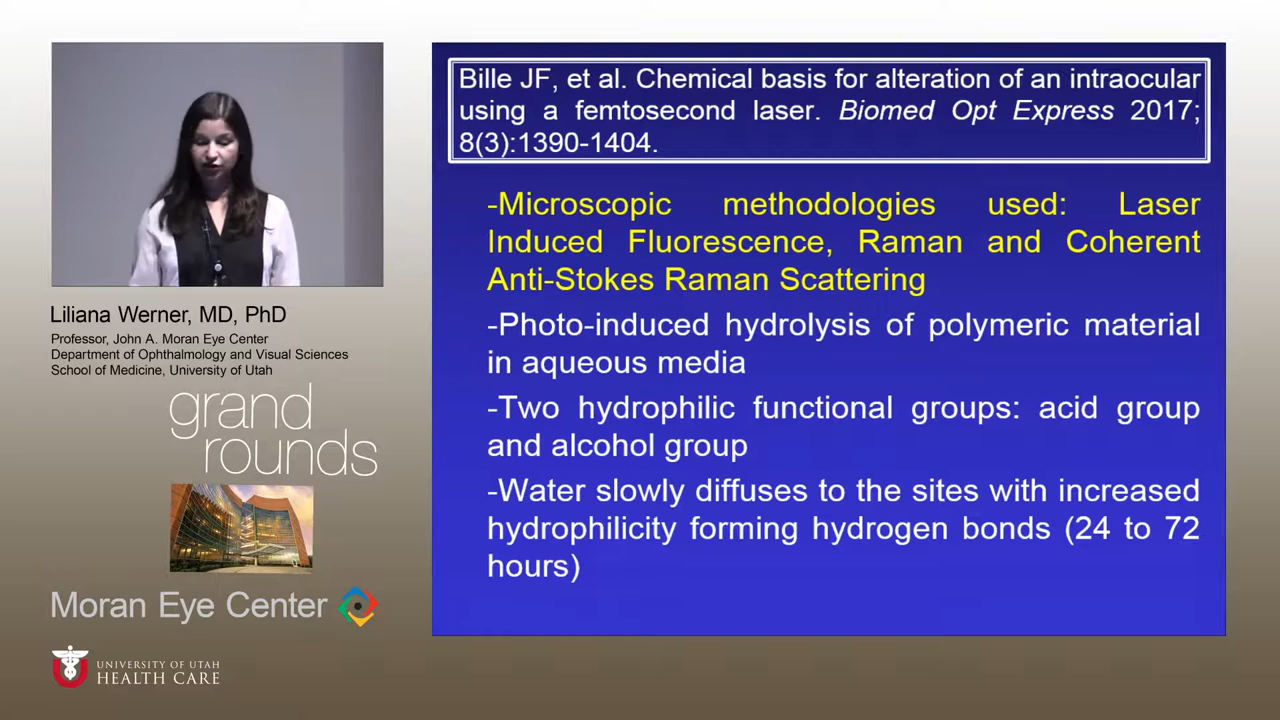 Bille JF, et al. Chemical basis for alteration of an intraocular
using a femtosecond laser. Biomed Opt Express 2017;
8(3):1390-1404.
-Microscopic methodologies used: Laser
Induced Fluorescence, Raman and Coherent
Anti-Stokes Raman Scattering
-Photo-induced hydrolysis of polymeric material
in aqueous media
-Two hydrophilic functional groups: acid group
and alcohol group
-Water slowly diffuses to the sites with increased
hydrophilicity forming hydrogen bonds (24 to 72
hours)
Liliana Werner, MD, PhD
Professor, John A. Moran Eye Center
Department of Ophthalmology and Visual Sciences
School of Medicine, University of Utah
grand
rounds
Moran Eye Center
UNIVERSITY OF UTAH
HEALTH CARE